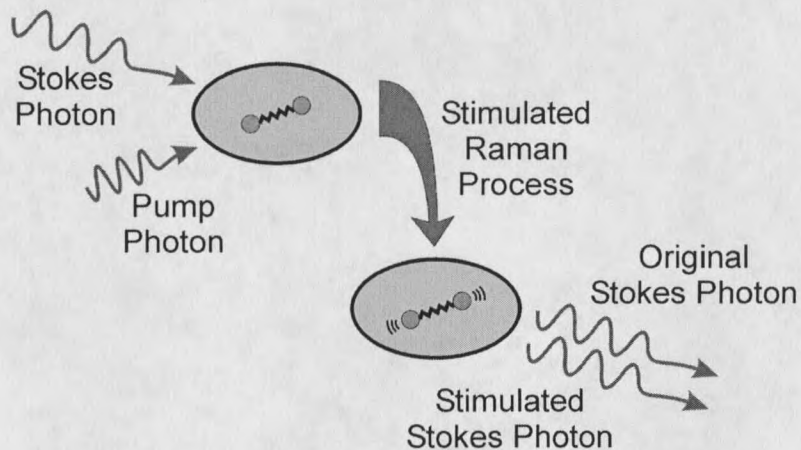 Stokes
Photon
Pump
Photon
Stimulated
Raman
Process
Original
Stokes Photon
Stimulated
Stokes Photon